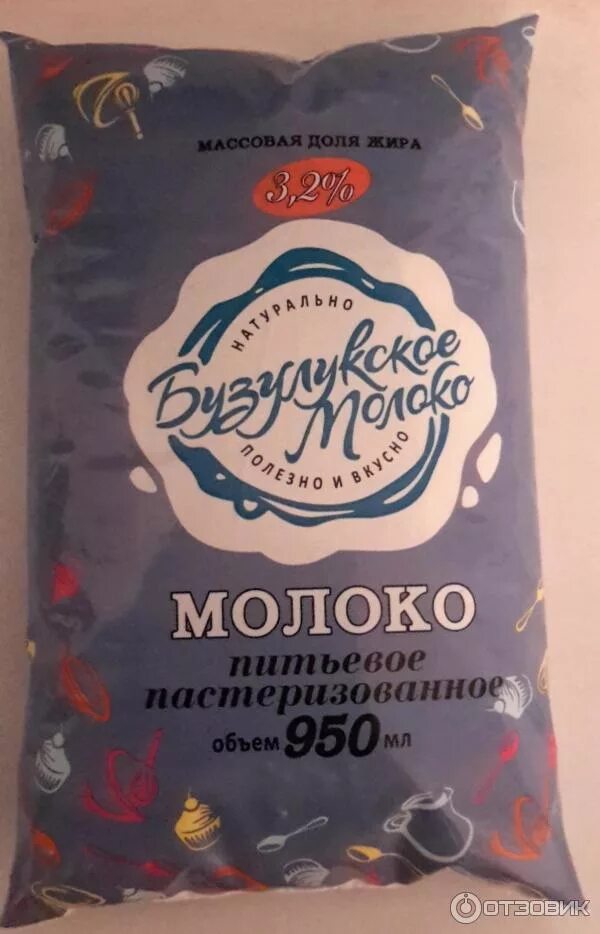 МАССОВАЯ ДОЛЯ ЖИРА
3,2%
НАТУРАЛЬНО
Бузулукское
Молоко
ПОЛЕЗНО И ВКУСНО
МОЛОКО
питьевое
пастеризованное
объем 950 мл
ОТЗОВИК